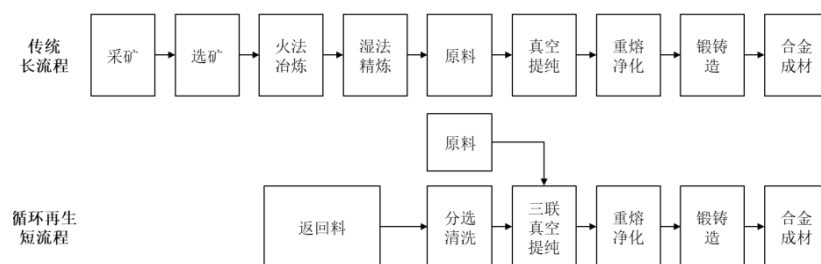 传统
长流程
采矿
选矿
火法
冶炼
湿法
精炼
原料
真空
提纯
重熔
净化
锻铸
造
合金
成材
原料
循环再生
短流程
返回料
分选
清洗
三联
真空
提纯
重熔
净化
锻铸
造
合金
成材